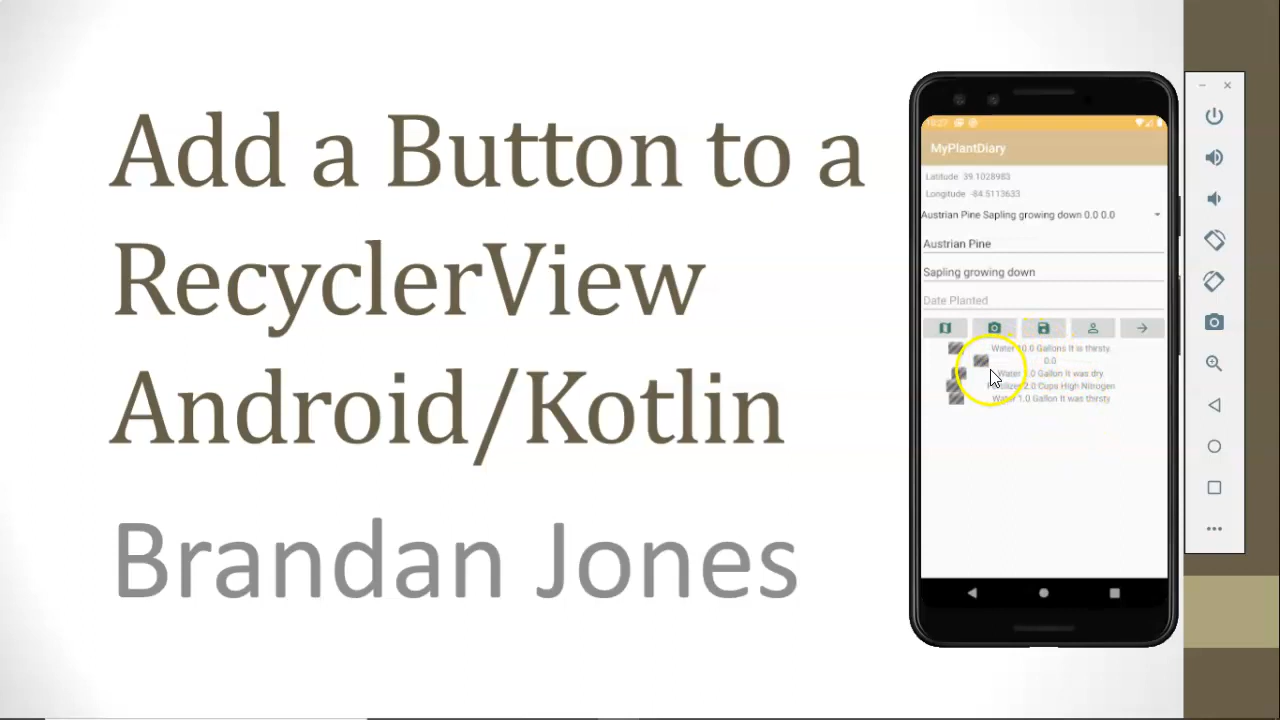 Add a Button to a
RecyclerView
Android/Kotlin
Brandan Jones
MyPlantDiary
Latitude 39.1028983
Longitude -84.5113633
Austrian Pine Sapling growing down 0.0 0.0
Austrian Pine
Sapling growing down
Date Planted
Water 10.0 Gallons It is thirsty.
0.0
Water Gallon It was dry.
2.0 Cups High Nitrogen
Water 1.0 Gallon It was thirsty